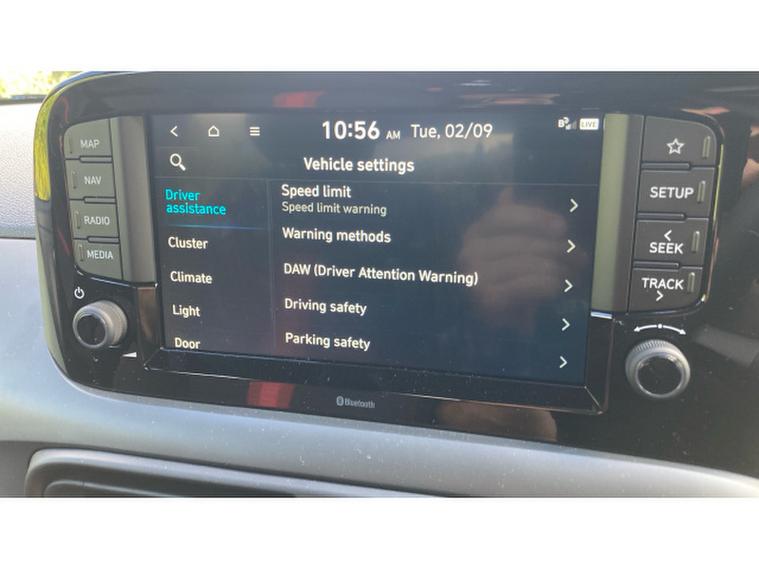 MAP
NAV
RADIO
MEDIA
10:56 AM Tue, 02/09
LIVE
Vehicle settings
Driver
assistance
Cluster
Climate
Light
Door
Speed limit
Speed limit warning
Warning methods
DAW (Driver Attention Warning)
Driving safety
Parking safety
SETUP
< SEEK
TRACK >
Bluetooth